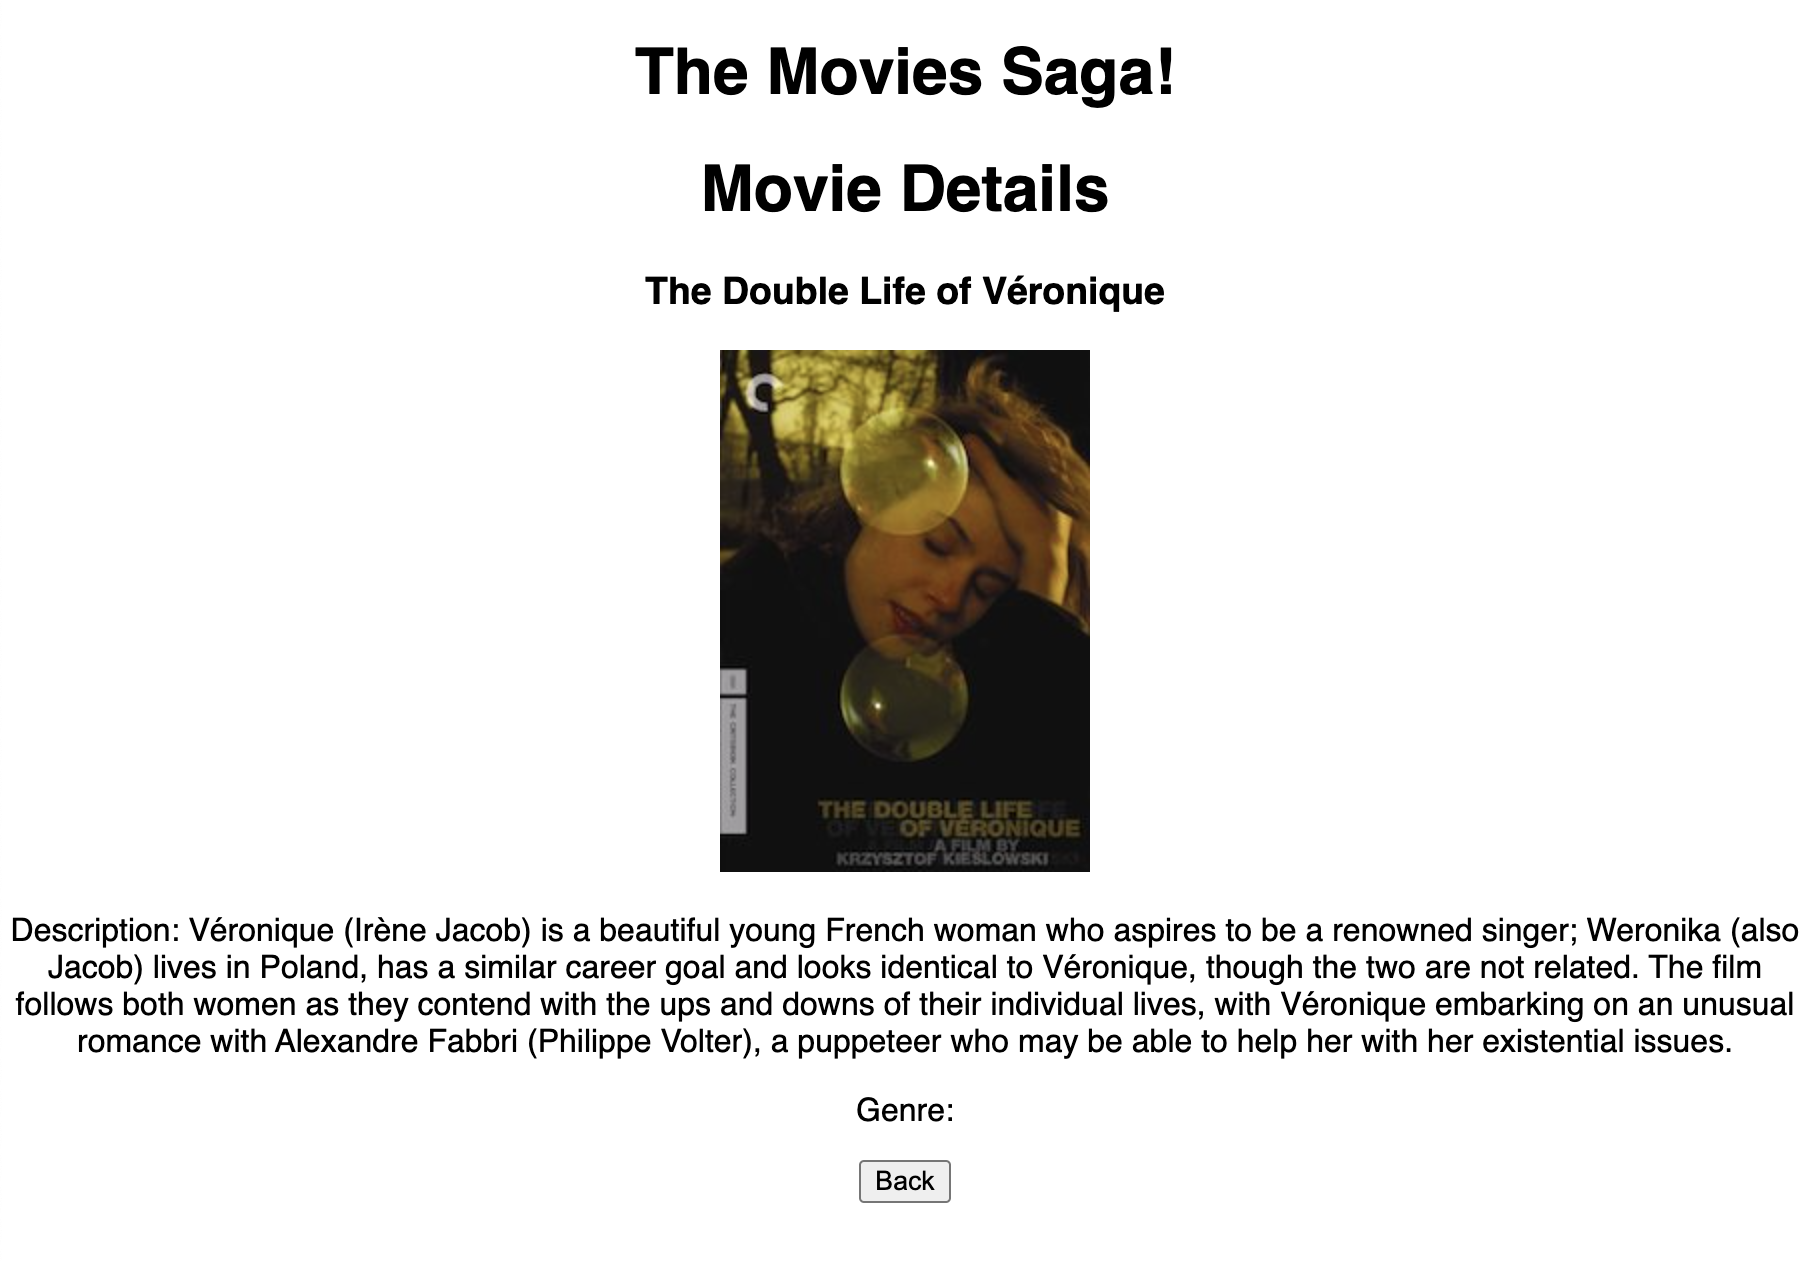 The Movies Saga!
Movie Details
The Double Life of Véronique
THE CRITERION COLLECTION
THE DOUBLE LIFE
OF VÉRONIQUE
A FILM BY
KRZYSZTOF KIEŚLOWSKI
Description: Véronique (Irène Jacob) is a beautiful young French woman who aspires to be a renowned singer; Weronika (also
Jacob) lives in Poland, has a similar career goal and looks identical to Véronique, though the two are not related. The film
follows both women as they contend with the ups and downs of their individual lives, with Véronique embarking on an unusual
romance with Alexandre Fabbri (Philippe Volter), a puppeteer who may be able to help her with her existential issues.
Genre:
Back